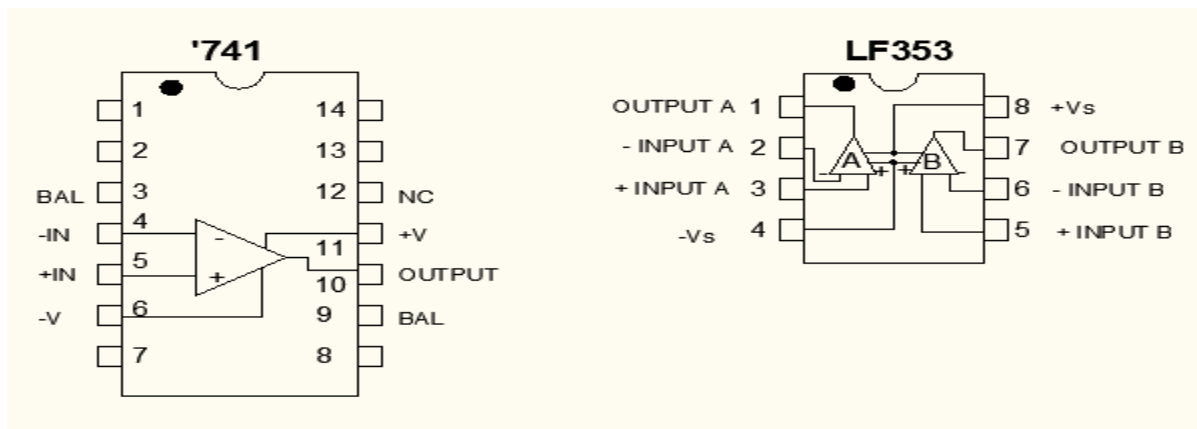 '741
1
2
BAL 3
-IN 4
+IN 5
-V 6
7
14
13
12 NC
11 +V
10 OUTPUT
9 BAL
8
-
+
LF353
OUTPUT A 1
- INPUT A 2
+ INPUT A 3
-Vs 4
8 +Vs
7 OUTPUT B
6 - INPUT B
5 + INPUT B
A
B
- + + -